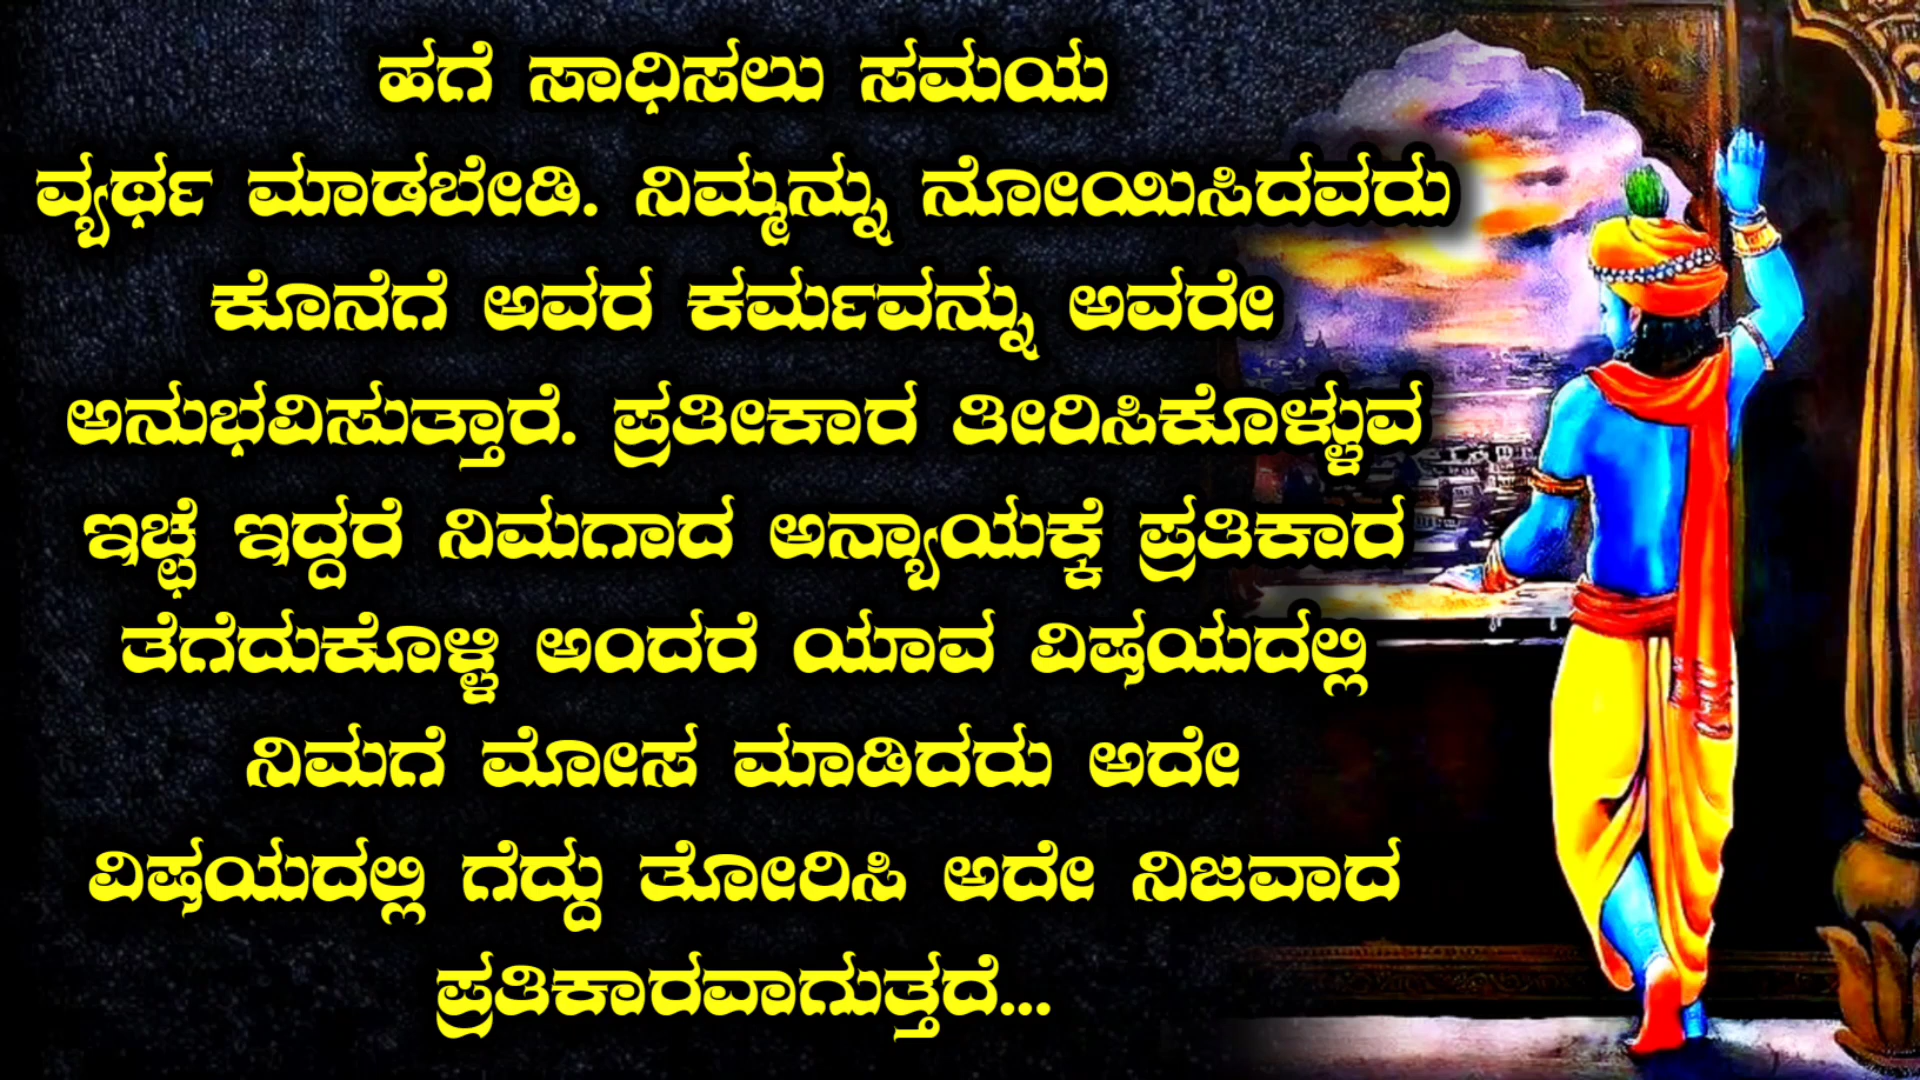 ಹಗೆ ಸಾಧಿಸಲು ಸಮಯ
ವ್ಯರ್ಥ ಮಾಡಬೇಡಿ. ನಿಮ್ಮನ್ನು ನೋಯಿಸಿದವರು
ಕೊನೆಗೆ ಅವರ ಕರ್ಮವನ್ನು ಅವರೇ
ಅನುಭವಿಸುತ್ತಾರೆ. ಪ್ರತೀಕಾರ ತೀರಿಸಿಕೊಳ್ಳುವ
ಇಚ್ಛೆ ಇದ್ದರೆ ನಿಮಗಾದ ಅನ್ಯಾಯಕ್ಕೆ ಪ್ರತಿಕಾರ
ತೆಗೆದುಕೊಳ್ಳಿ ಅಂದರೆ ಯಾವ ವಿಷಯದಲ್ಲಿ
ನಿಮಗೆ ಮೋಸ ಮಾಡಿದರು ಅದೇ
ವಿಷಯದಲ್ಲಿ ಗೆದ್ದು ತೋರಿಸಿ ಅದೇ ನಿಜವಾದ
ಪ್ರತಿಕಾರವಾಗುತ್ತದೆ...